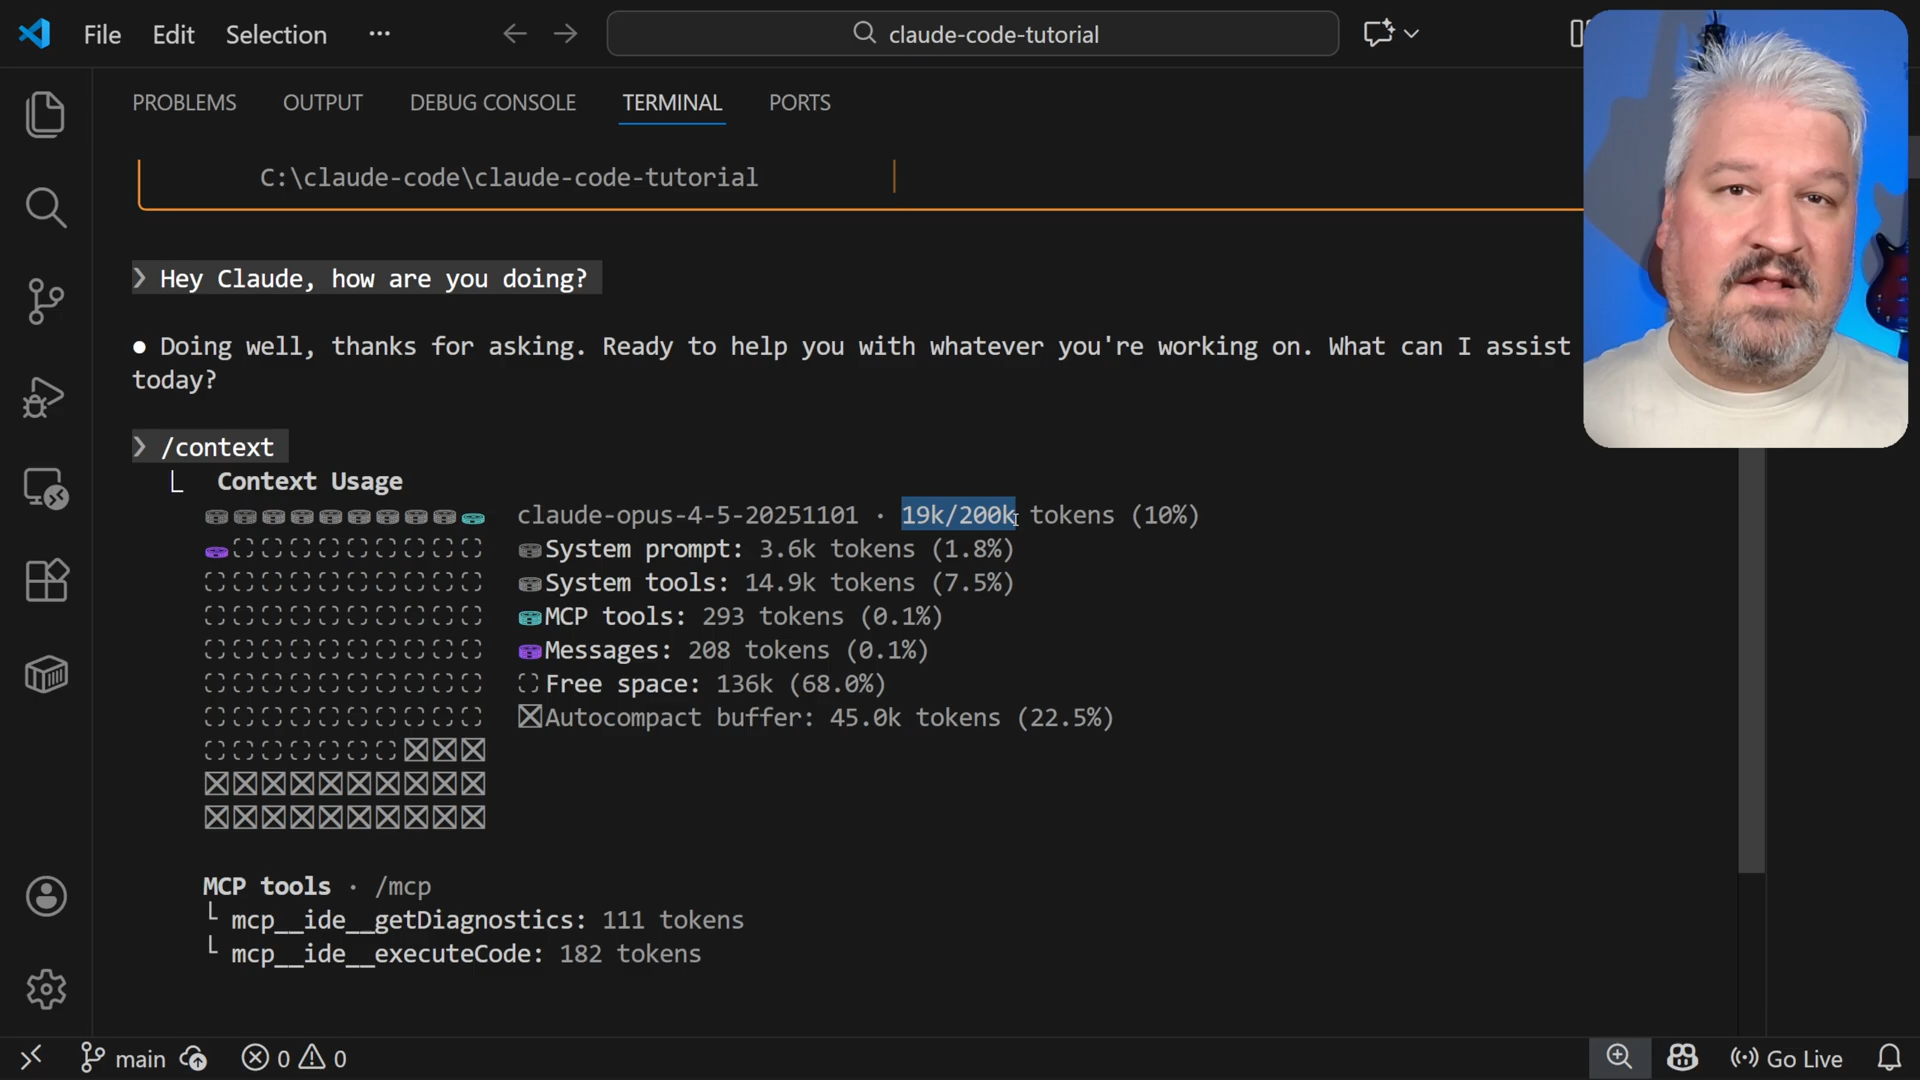 File Edit Selection ··· claude-code-tutorial
PROBLEMS OUTPUT DEBUG CONSOLE TERMINAL PORTS
C:\claude-code\claude-code-tutorial
❯ Hey Claude, how are you doing?
● Doing well, thanks for asking. Ready to help you with whatever you're working on. What can I assist
today?
❯ /context
Context Usage
claude-opus-4-5-20251101 · 19k/200k tokens (10%)
System prompt: 3.6k tokens (1.8%)
System tools: 14.9k tokens (7.5%)
MCP tools: 293 tokens (0.1%)
Messages: 208 tokens (0.1%)
Free space: 136k (68.0%)
Autocompact buffer: 45.0k tokens (22.5%)
MCP tools · /mcp
└ mcp__ide__getDiagnostics: 111 tokens
└ mcp__ide__executeCode: 182 tokens
main 0 0 Go Live